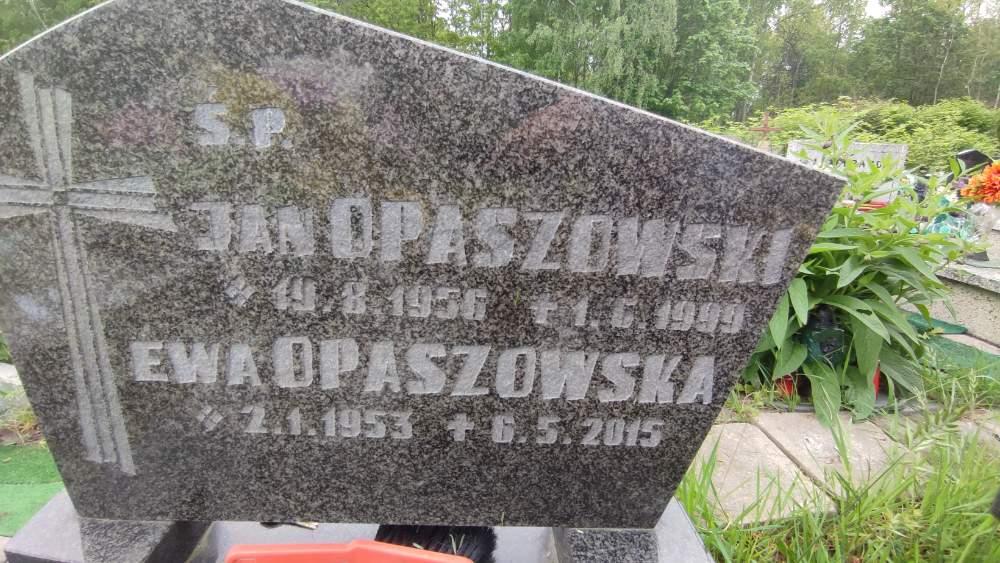 Ś.P.
JAN OPASZOWSKI
19.8.1956 1.6.1999
EWA OPASZOWSKA
2.1.1953 6.5.2015